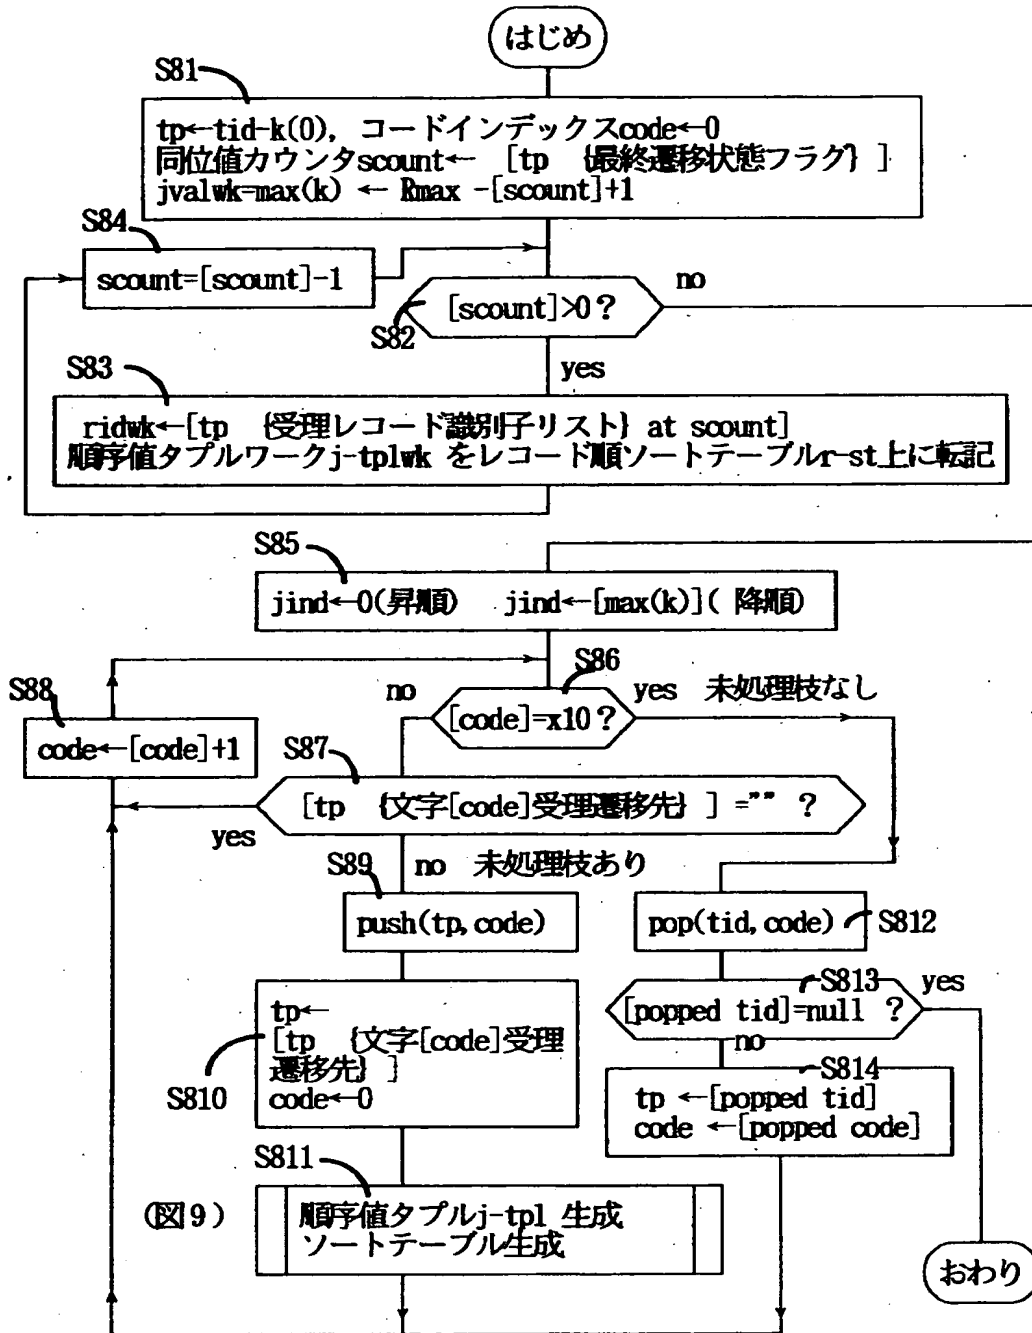 はじめ
S81
tp←tid-k(0), コードインデックスcode←0
同位値カウンタscount← [tp {最終遷移状態フラグ} ]
jvalwk=max(k) ← Rmax -[scount]+1
S84
scount=[scount]-1
[scount]>0?
no
S82
yes
S83
ridwk←[tp {受理レコード識別子リスト} at scount]
順序値タプルワークj-tplwk をレコード順ソートテーブルr-st上に転記
S85
jind←0(昇順) jind←[max(k)]( 降順)
S86
S88
no
yes 未処理枝なし
[code]=x10?
code←[code]+1
S87
[tp {文字[code]受理遷移先} ] ="" ?
yes
no 未処理枝あり
S89
push(tp,code)
pop(tid,code)
S812
S813
yes
[popped tid]=null ?
no
tp←
[tp {文字[code]受理
遷移先} ]
code←0
S810
S814
tp ←[popped tid]
code ←[popped code]
S811
(図9)
順序値タプルj-tpl 生成
ソートテーブル生成
おわり